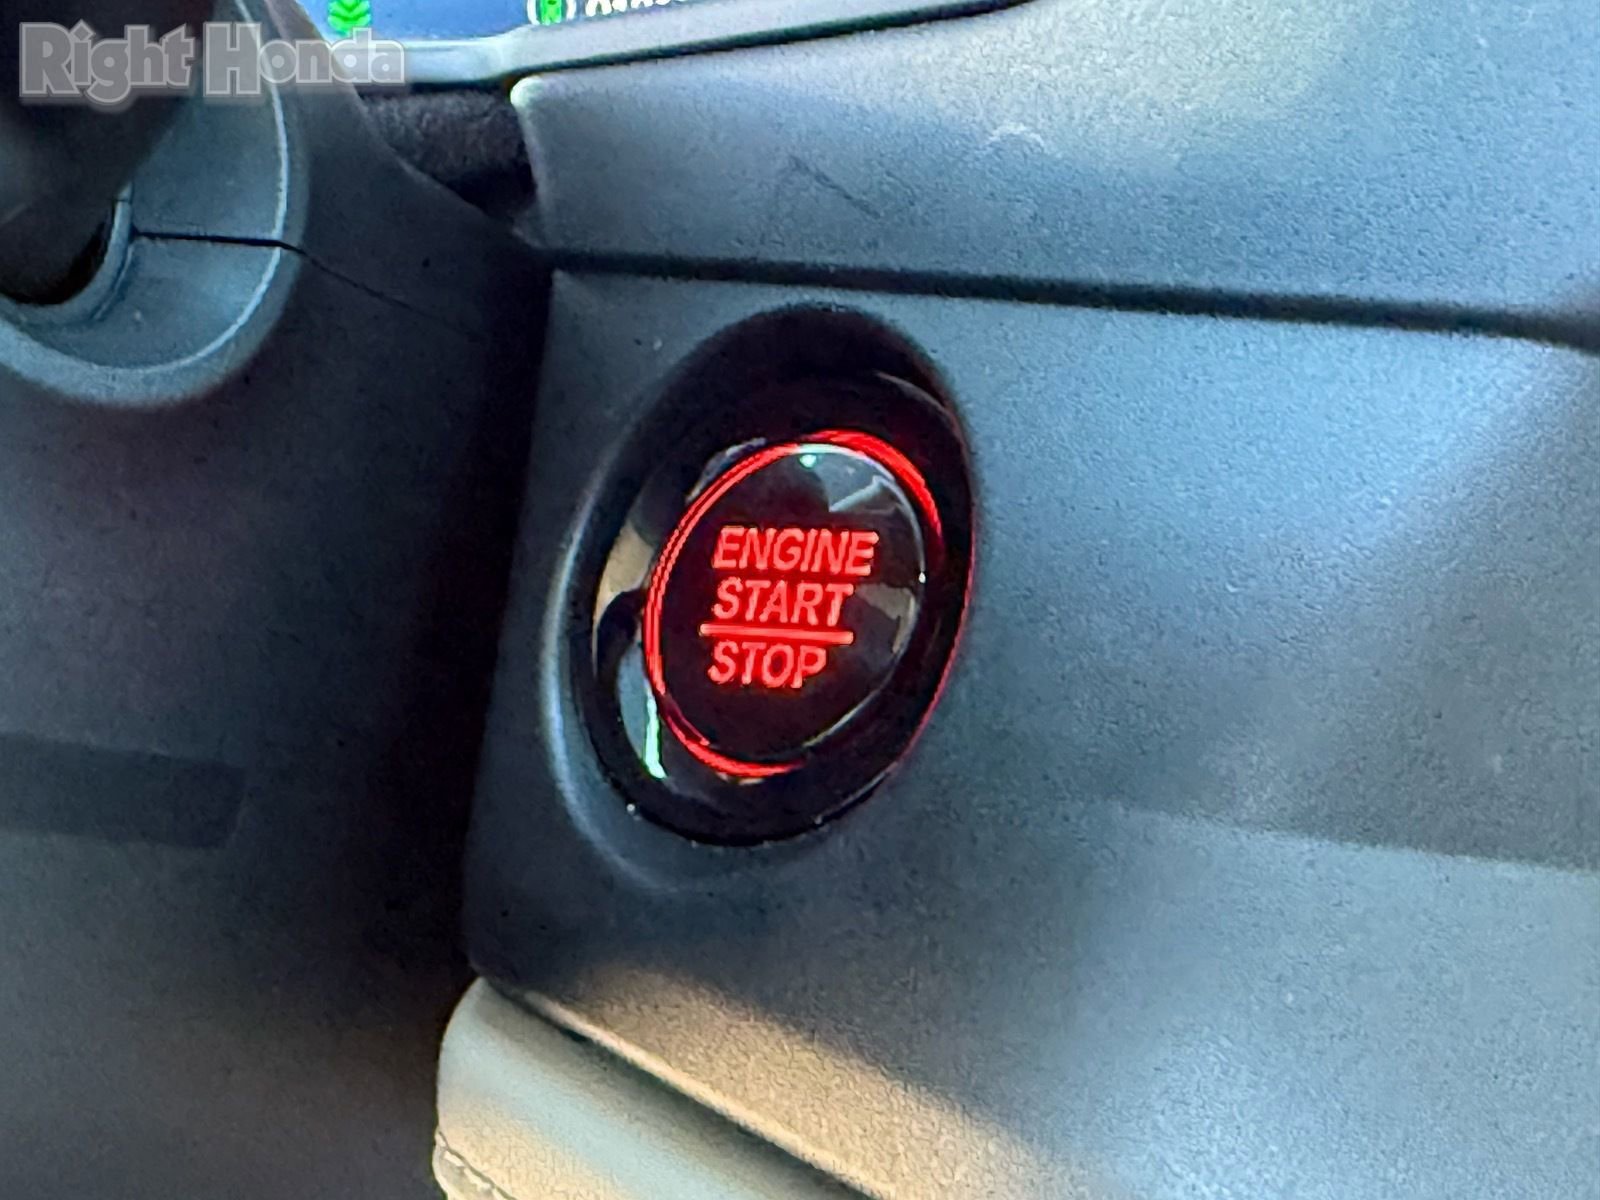 Right Honda
ENGINE
START
STOP